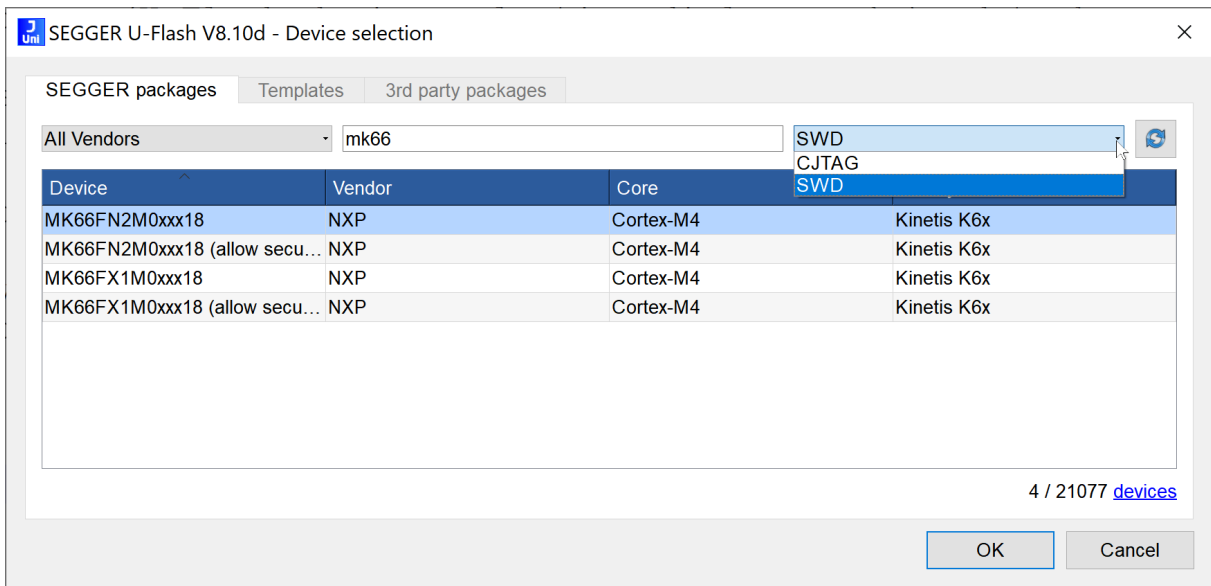 J
Uni SEGGER U-Flash V8.10d - Device selection
SEGGER packages Templates 3rd party packages
All Vendors mk66 SWD
CJTAG
SWD
Device Vendor Core
MK66FN2M0xxx18 NXP Cortex-M4 Kinetis K6x
MK66FN2M0xxx18 (allow secu... NXP Cortex-M4 Kinetis K6x
MK66FX1M0xxx18 NXP Cortex-M4 Kinetis K6x
MK66FX1M0xxx18 (allow secu... NXP Cortex-M4 Kinetis K6x
4 / 21077 devices
OK Cancel